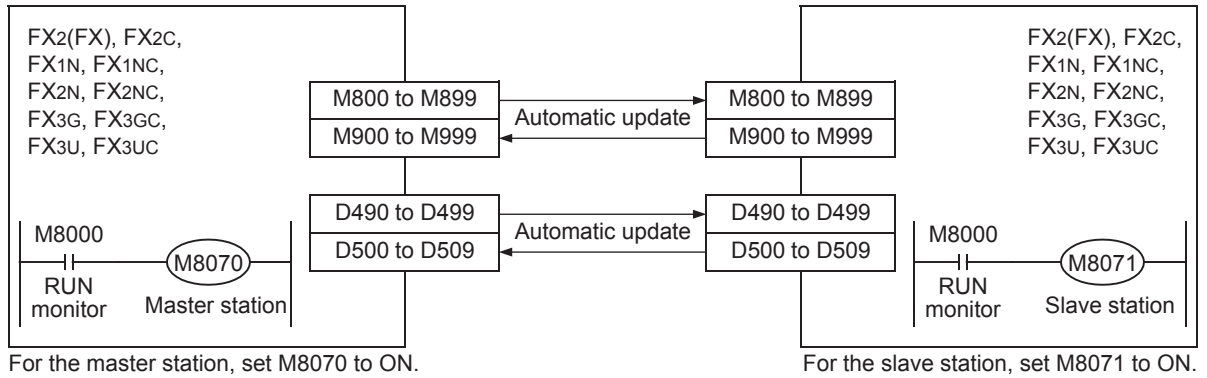 FX2(FX), FX2C,
FX1N, FX1NC,
FX2N, FX2NC,
FX3G, FX3GC,
FX3U, FX3UC
M8000
RUN
monitor
M8070
Master station
M800 to M899
M900 to M999
D490 to D499
D500 to D509
Automatic update
Automatic update
M800 to M899
M900 to M999
D490 to D499
D500 to D509
FX2(FX), FX2C,
FX1N, FX1NC,
FX2N, FX2NC,
FX3G, FX3GC,
FX3U, FX3UC
M8000
RUN
monitor
M8071
Slave station
For the master station, set M8070 to ON.
For the slave station, set M8071 to ON.